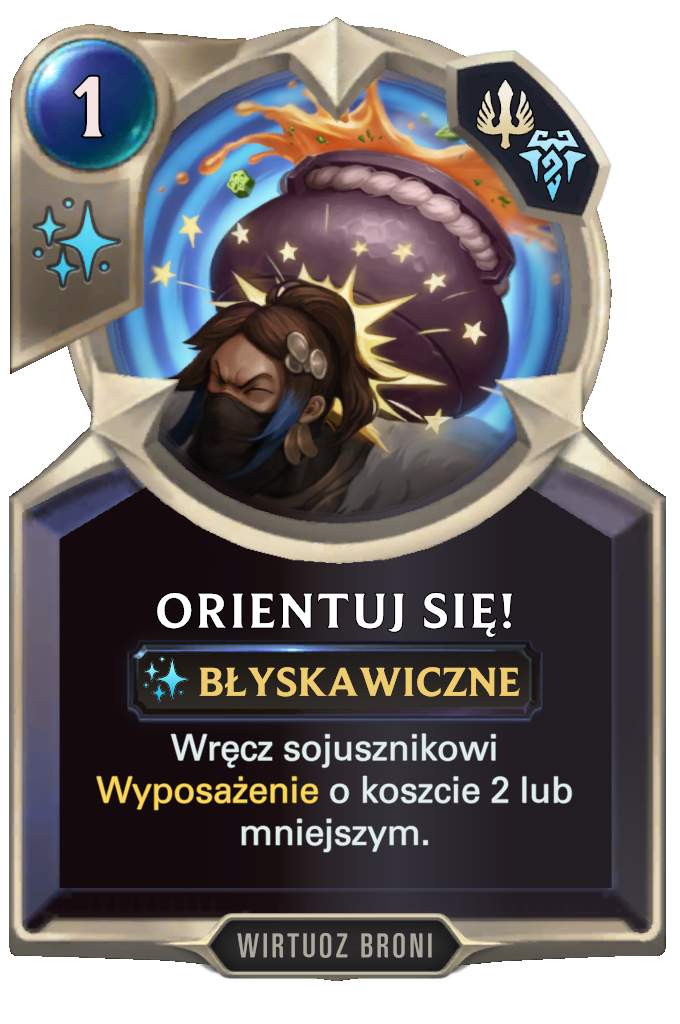 1
ORIENTUJ SIĘ!
BŁYSKAWICZNE
Wręcz sojusznikowi
Wyposażenie o koszcie 2 lub
mniejszym.
WIRTUOZ BRONI